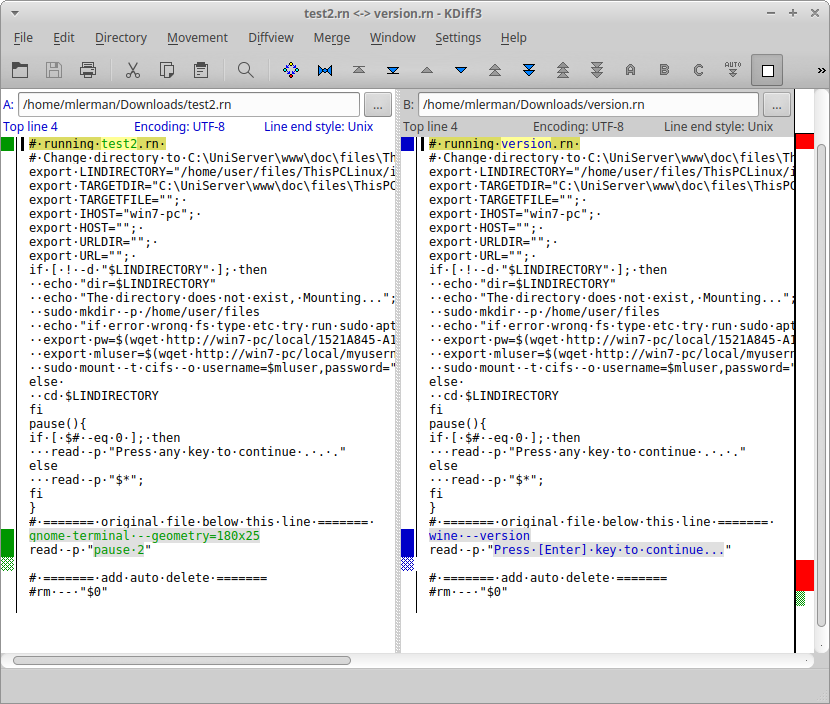 test2.rn <-> version.rn - KDiff3
File Edit Directory Movement Diffview Merge Window Settings Help
A B C AUTO »
A: /home/mlerman/Downloads/test2.rn ...
Top line 4 Encoding: UTF-8 Line end style: Unix
#·running·test2.rn·
#·Change·directory·to·C:\UniServer\www\doc\files\Th
export·LINDIRECTORY="/home/user/files/ThisPCLinux/i
export·TARGETDIR="C:\UniServer\www\doc\files\ThisPC
export·TARGETFILE="";·
export·IHOST="win7-pc";·
export·HOST="";·
export·URLDIR="";·
export·URL="";·
if·[·!·-d·"$LINDIRECTORY"·];·then
··echo·"dir=$LINDIRECTORY"
··echo·"The·directory·does·not·exist,·Mounting...";
··sudo·mkdir·-p·/home/user/files
··echo·"if·error·wrong·fs·type·etc·try·run·sudo·apt
··export·pw=$(wget·http://win7-pc/local/1521A845-A1
··export·mluser=$(wget·http://win7-pc/local/myusern
··sudo·mount·-t·cifs·-o·username=$mluser,password="
else·
··cd·$LINDIRECTORY
fi
pause(){
if·[·$#·-eq·0·];·then
···read·-p·"Press·any·key·to·continue·.·.·."
else
···read·-p·"$*";
fi
}
#·=======·original·file·below·this·line·=======·
gnome-terminal·--geometry=180x25
read·-p·"pause·2"
#·=======·add·auto·delete·=======
#rm·--·"$0"
B: /home/mlerman/Downloads/version.rn ...
Top line 4 Encoding: UTF-8 Line end style: Unix
#·running·version.rn·
#·Change·directory·to·C:\UniServer\www\doc\files\Th
export·LINDIRECTORY="/home/user/files/ThisPCLinux/i
export·TARGETDIR="C:\UniServer\www\doc\files\ThisPC
export·TARGETFILE="";·
export·IHOST="win7-pc";·
export·HOST="";·
export·URLDIR="";·
export·URL="";·
if·[·!·-d·"$LINDIRECTORY"·];·then
··echo·"dir=$LINDIRECTORY"
··echo·"The·directory·does·not·exist,·Mounting...";
··sudo·mkdir·-p·/home/user/files
··echo·"if·error·wrong·fs·type·etc·try·run·sudo·apt
··export·pw=$(wget·http://win7-pc/local/1521A845-A1
··export·mluser=$(wget·http://win7-pc/local/myusern
··sudo·mount·-t·cifs·-o·username=$mluser,password="
else·
··cd·$LINDIRECTORY
fi
pause(){
if·[·$#·-eq·0·];·then
···read·-p·"Press·any·key·to·continue·.·.·."
else
···read·-p·"$*";
fi
}
#·=======·original·file·below·this·line·=======·
wine·--version
read·-p·"Press·[Enter]·key·to·continue..."
#·=======·add·auto·delete·=======
#rm·--·"$0"